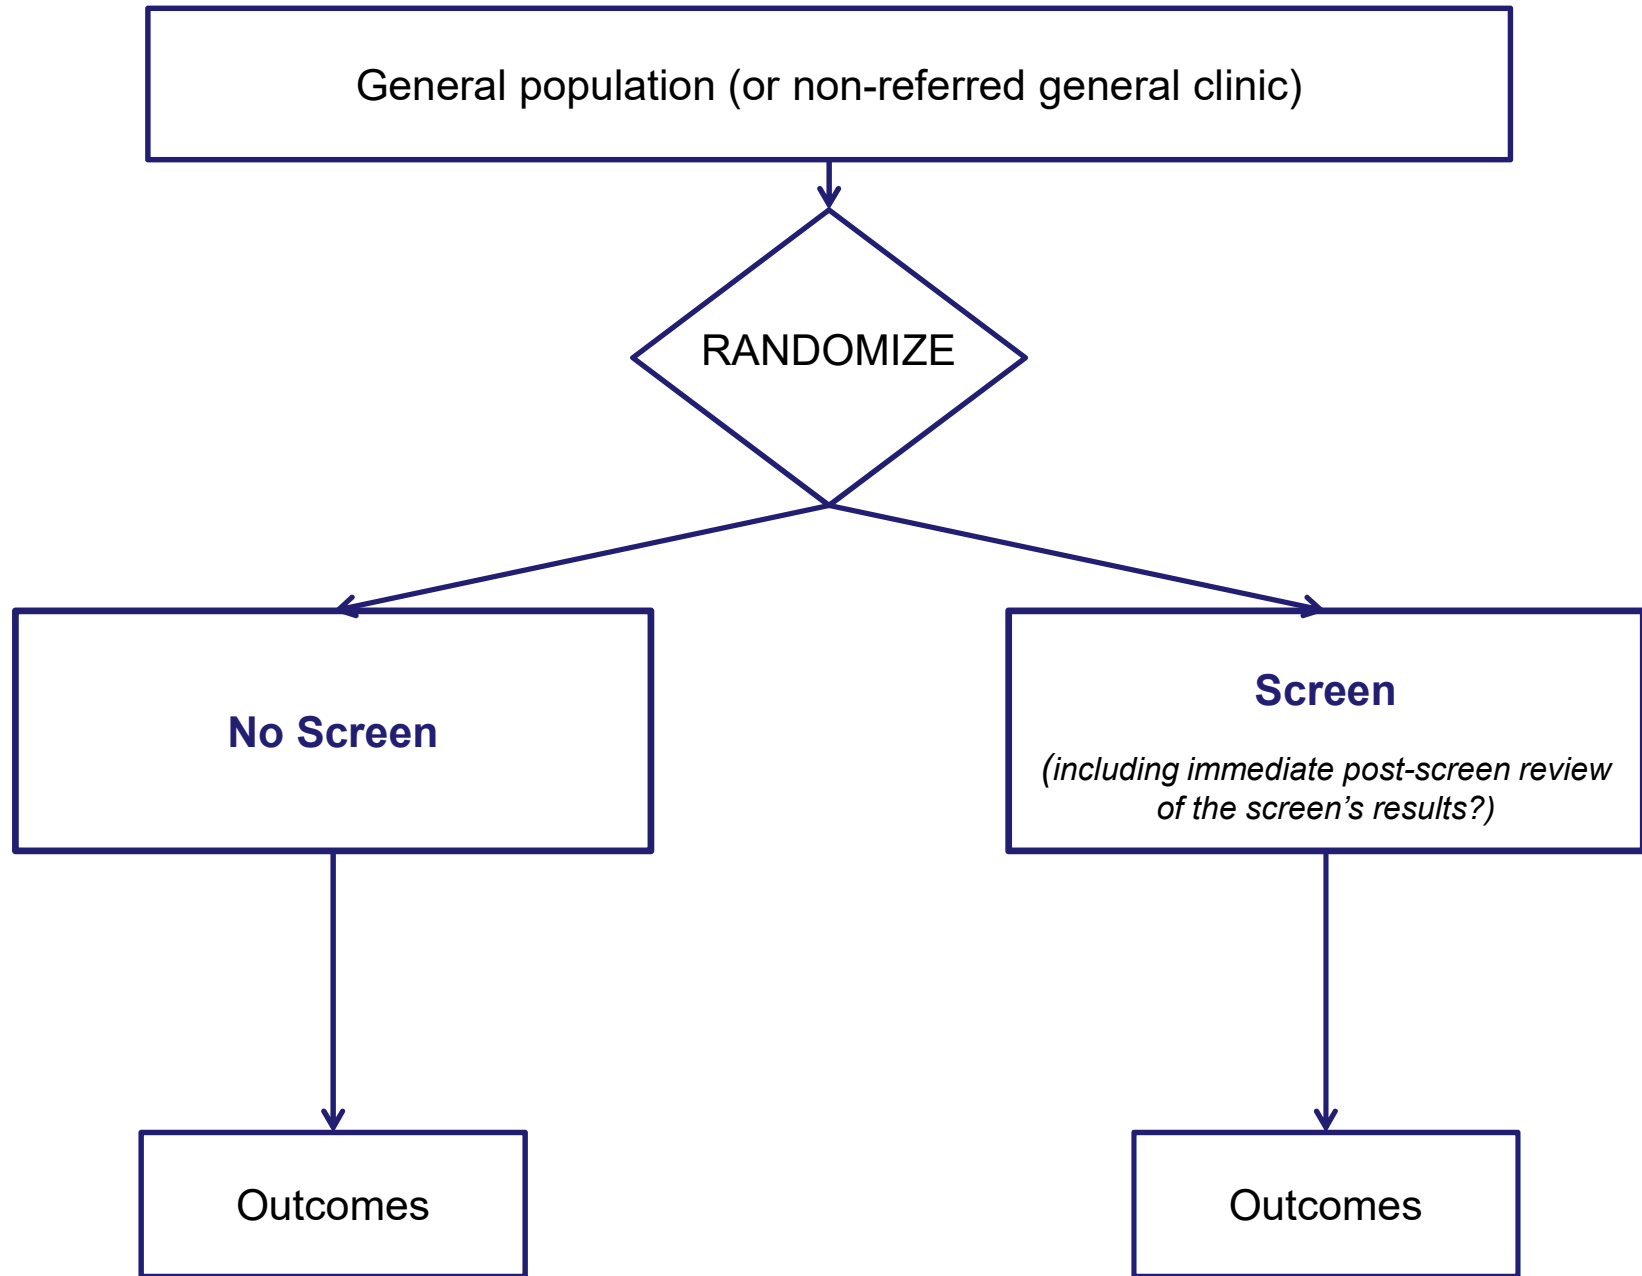 General population (or non-referred general clinic)
RANDOMIZE
No Screen
Screen
(including immediate post-screen review
of the screen’s results?)
Outcomes
Outcomes